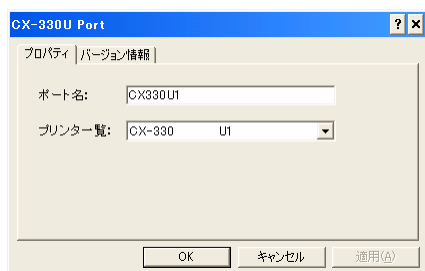 CX-330U Port
プロパティ バージョン情報
ポート名: CX330U1
プリンター覧: CX-330 U1
OK キャンセル 適用(A)